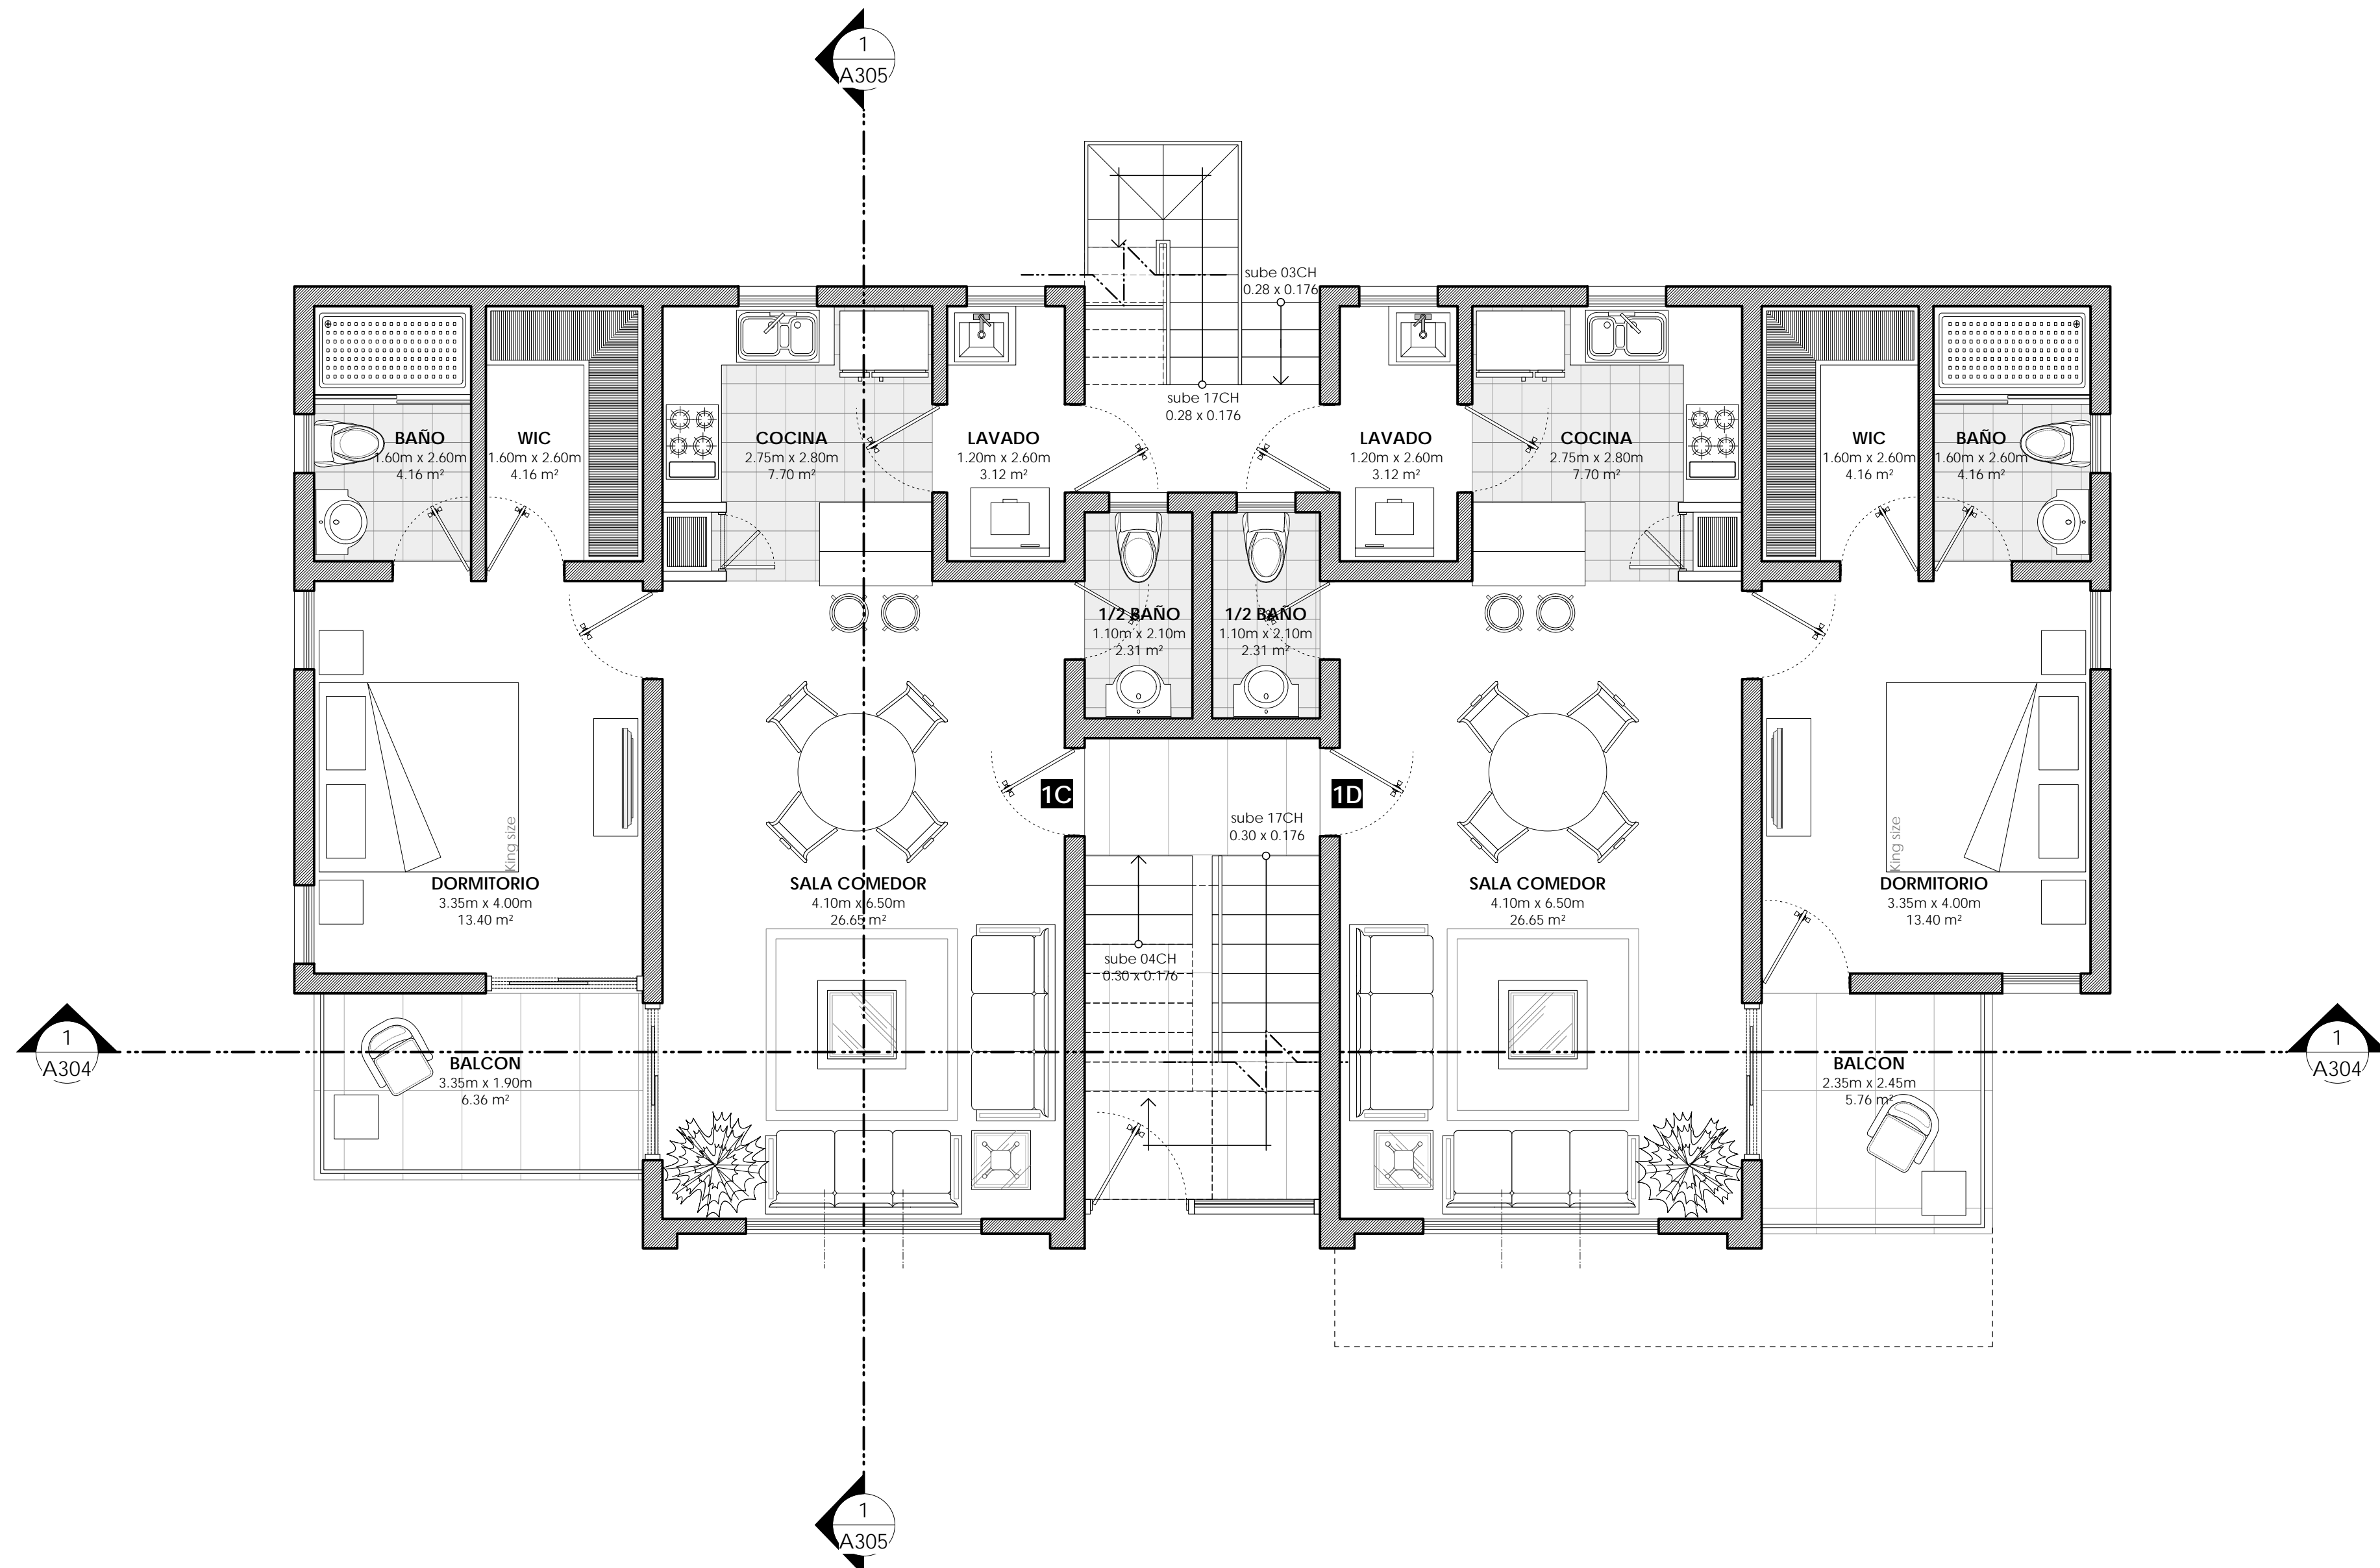 1
A305
sube 03CH
0.28 x 0.176
sube 17CH
0.28 x 0.176
BAÑO
1.60m x 2.60m
4.16 m²
WIC
1.60m x 2.60m
4.16 m²
COCINA
2.75m x 2.80m
7.70 m²
LAVADO
1.20m x 2.60m
3.12 m²
LAVADO
1.20m x 2.60m
3.12 m²
COCINA
2.75m x 2.80m
7.70 m²
WIC
1.60m x 2.60m
4.16 m²
BAÑO
1.60m x 2.60m
4.16 m²
1/2 BAÑO
1.10m x 2.10m
2.31 m²
1/2 BAÑO
1.10m x 2.10m
2.31 m²
1C
1D
sube 17CH
0.30 x 0.176
King size
King size
DORMITORIO
3.35m x 4.00m
13.40 m²
SALA COMEDOR
4.10m x 6.50m
26.65 m²
SALA COMEDOR
4.10m x 6.50m
26.65 m²
DORMITORIO
3.35m x 4.00m
13.40 m²
sube 04CH
0.30 x 0.176
1
A304
BALCON
3.35m x 1.90m
6.36 m²
BALCON
2.35m x 2.45m
5.76 m²
1
A304
1
A305